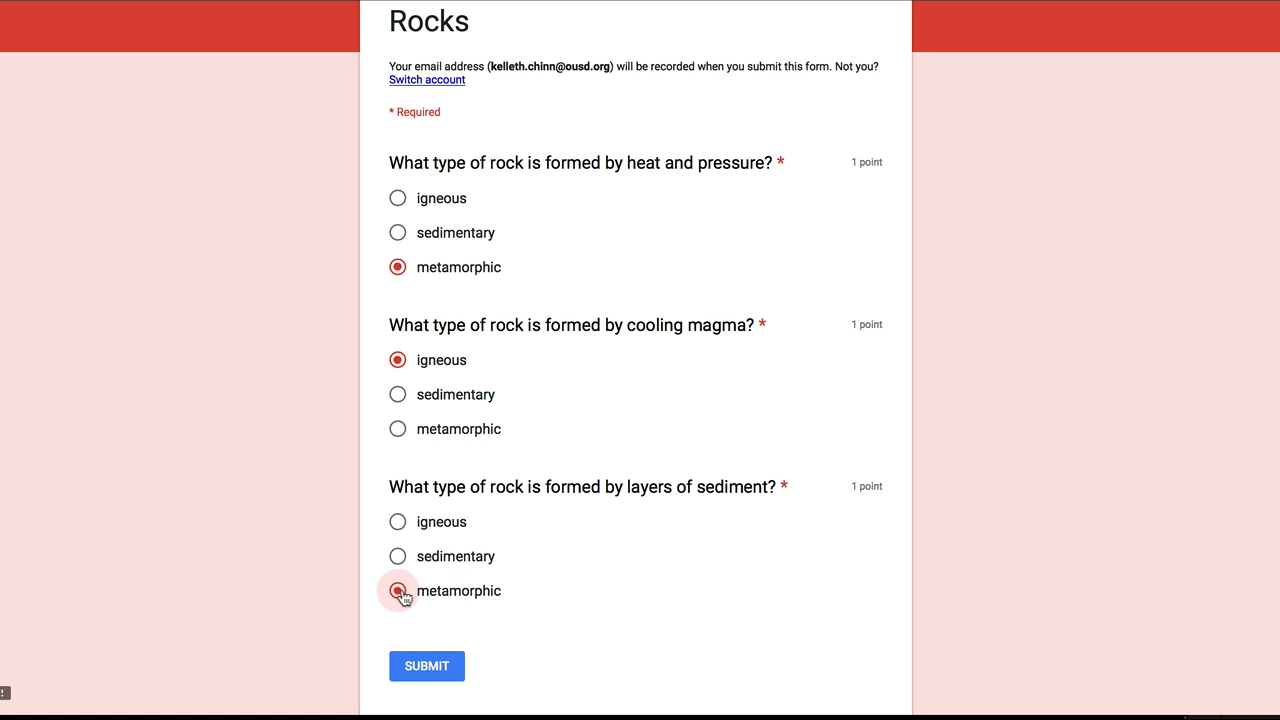 Rocks
Your email address (kelleth.chinn@ousd.org) will be recorded when you submit this form. Not you?
Switch account
* Required
What type of rock is formed by heat and pressure? *
1 point
igneous
sedimentary
metamorphic
What type of rock is formed by cooling magma? *
1 point
igneous
sedimentary
metamorphic
What type of rock is formed by layers of sediment? *
1 point
igneous
sedimentary
metamorphic
SUBMIT
!